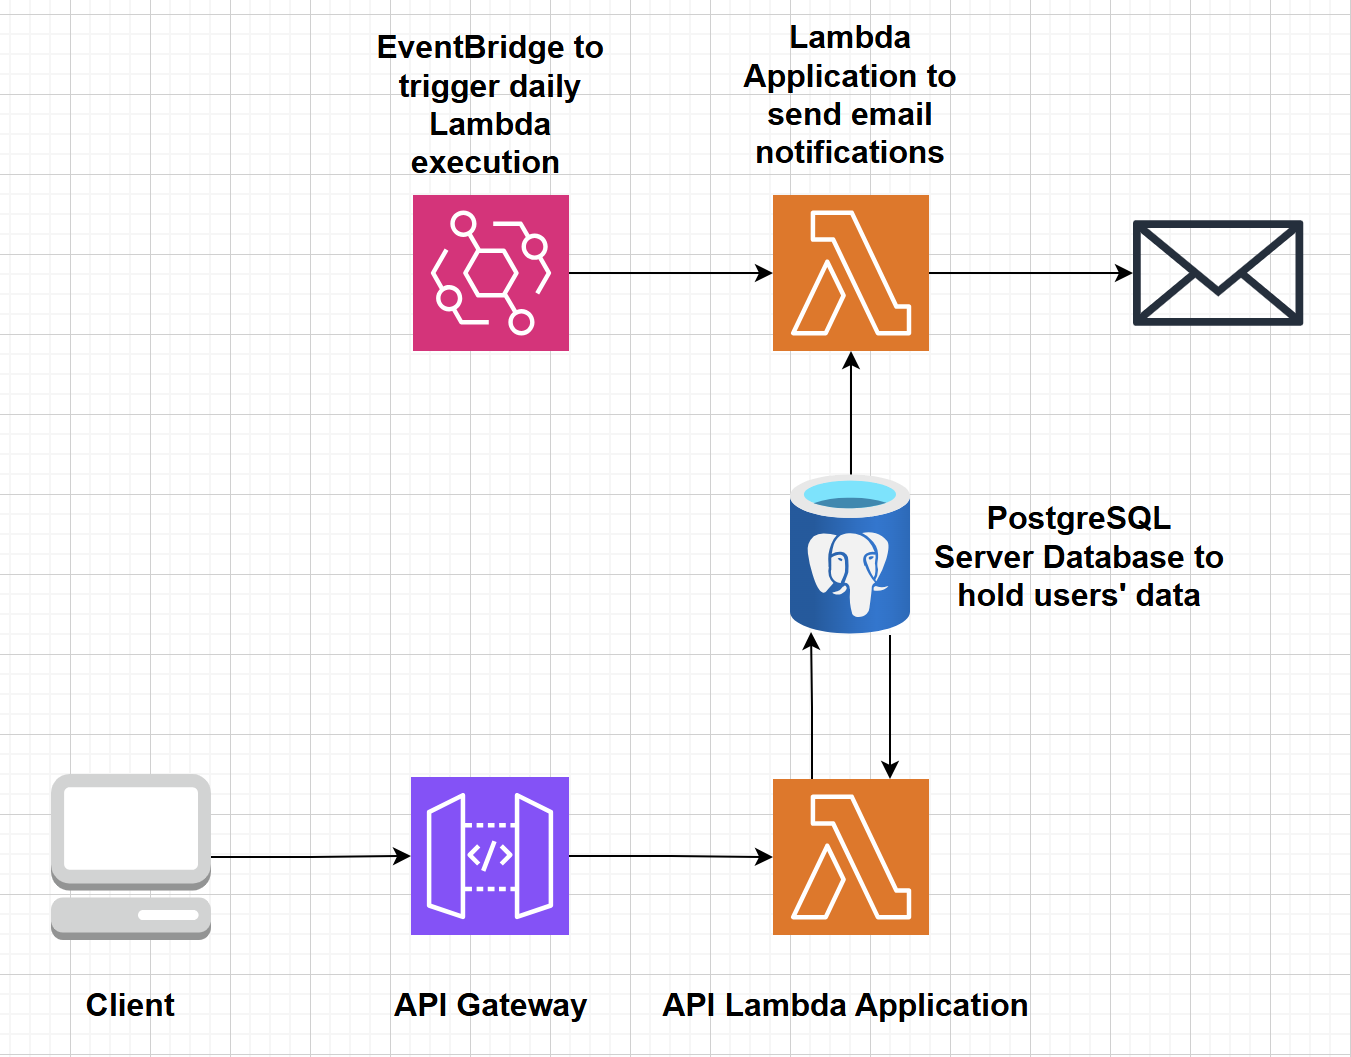 EventBridge to
trigger daily
Lambda
execution
Lambda
Application to
send email
notifications
PostgreSQL
Server Database to
hold users' data
</>
Client
API Gateway
API Lambda Application